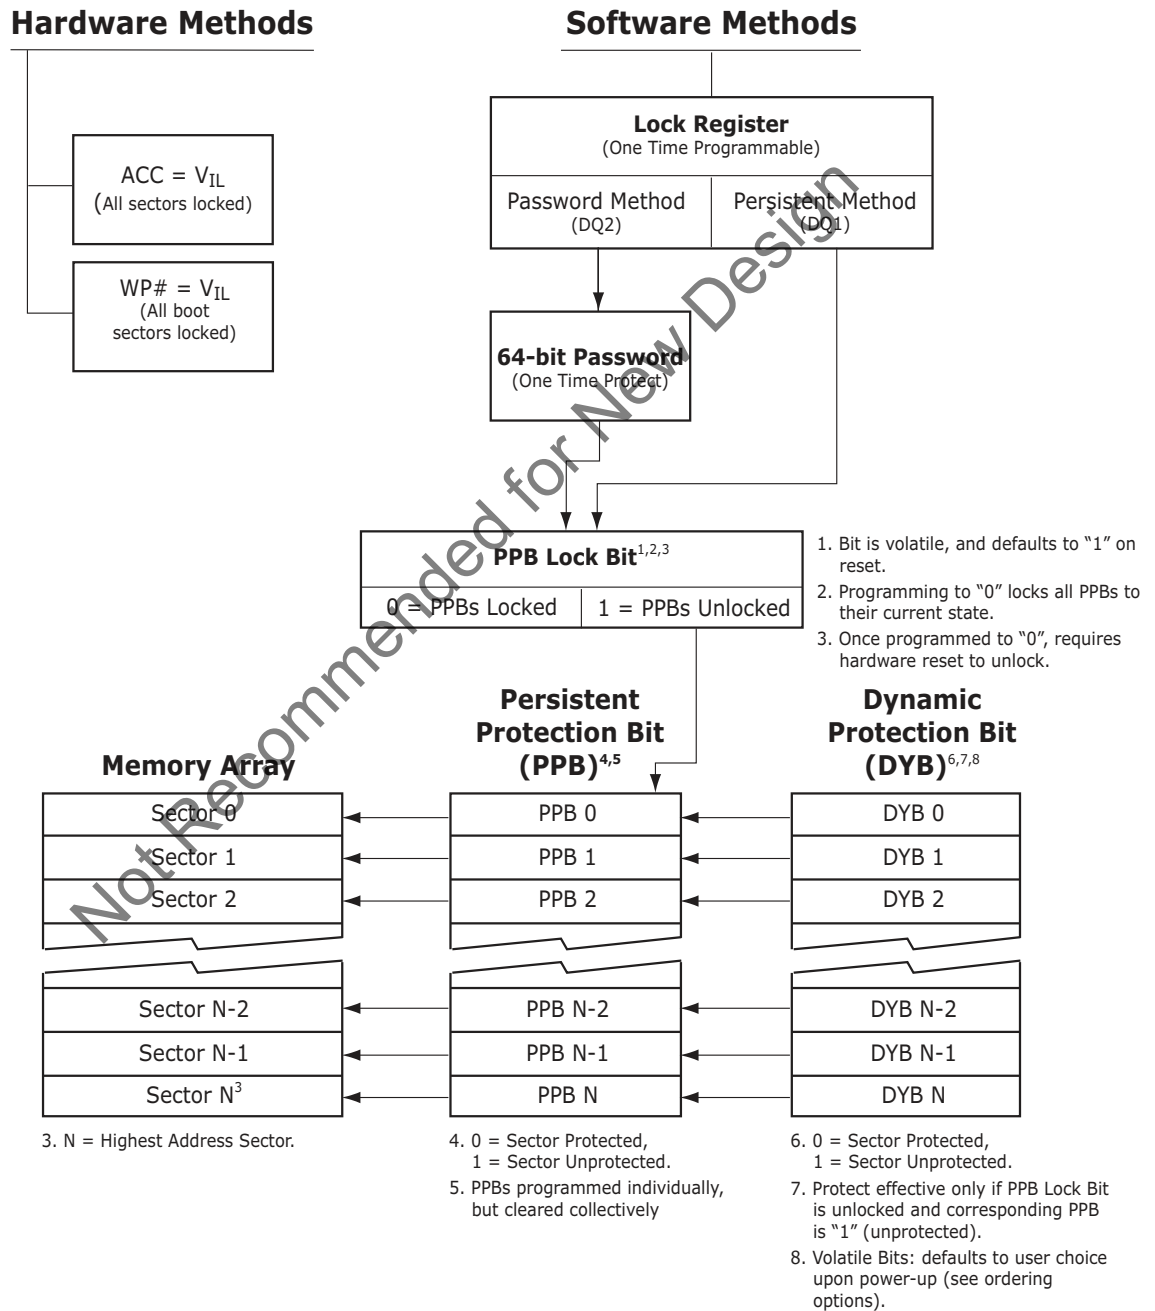 Hardware Methods
Software Methods
ACC = VIL
(All sectors locked)
WP# = VIL
(All boot
sectors locked)
Lock Register
(One Time Programmable)
Password Method
(DQ2)
Persistent Method
(DQ1)
64-bit Password
(One Time Protect)
PPB Lock Bit1,2,3
0 = PPBs Locked
1 = PPBs Unlocked
1. Bit is volatile, and defaults to “1” on
reset.
2. Programming to “0” locks all PPBs to
their current state.
3. Once programmed to “0”, requires
hardware reset to unlock.
Memory Array
Persistent
Protection Bit
(PPB)4,5
Dynamic
Protection Bit
(DYB)6,7,8
Sector 0
PPB 0
DYB 0
Sector 1
PPB 1
DYB 1
Sector 2
PPB 2
DYB 2
Sector N-2
PPB N-2
DYB N-2
Sector N-1
PPB N-1
DYB N-1
Sector N3
PPB N
DYB N
3. N = Highest Address Sector.
4. 0 = Sector Protected,
1 = Sector Unprotected.
5. PPBs programmed individually,
but cleared collectively
6. 0 = Sector Protected,
1 = Sector Unprotected.
7. Protect effective only if PPB Lock Bit
is unlocked and corresponding PPB
is “1” (unprotected).
8. Volatile Bits: defaults to user choice
upon power-up (see ordering
options).
Not Recommended for New Design